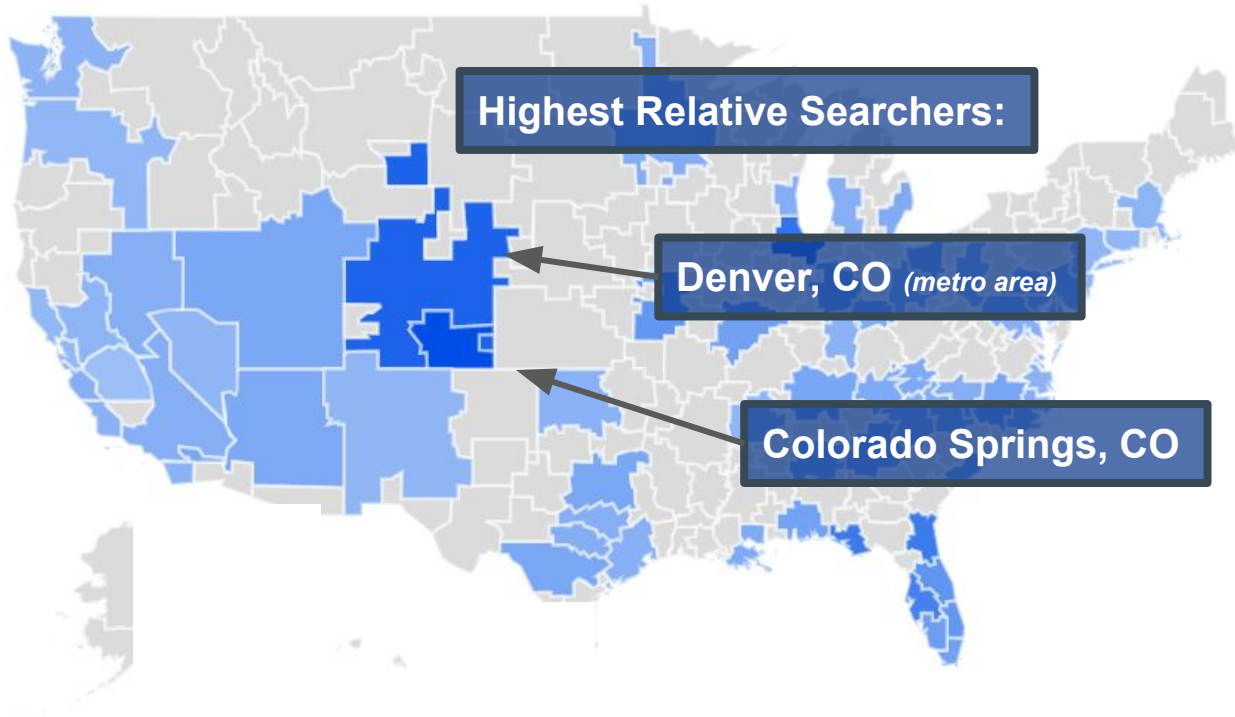 Highest Relative Searchers:
Denver, CO (metro area)
Colorado Springs, CO